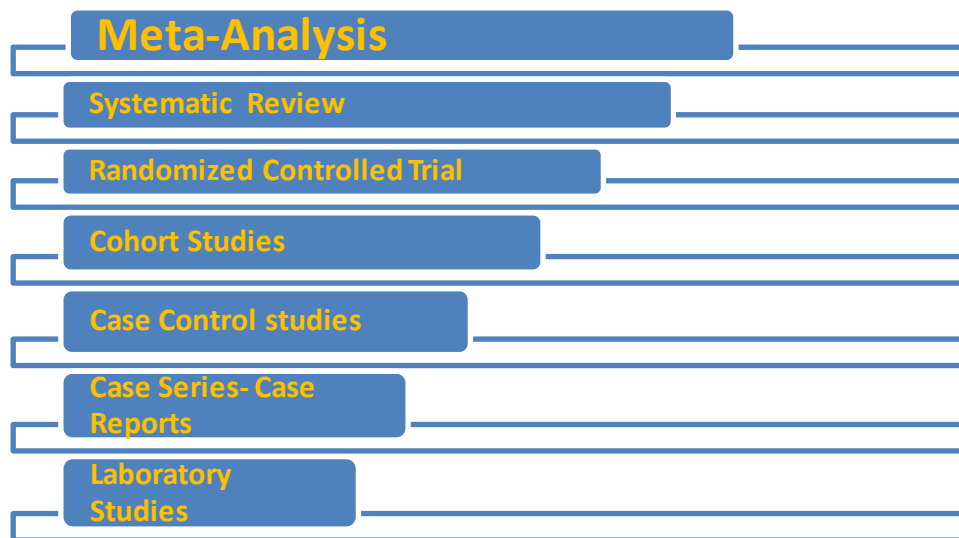 Meta-Analysis
Systematic Review
Randomized Controlled Trial
Cohort Studies
Case Control studies
Case Series- Case
Reports
Laboratory
Studies